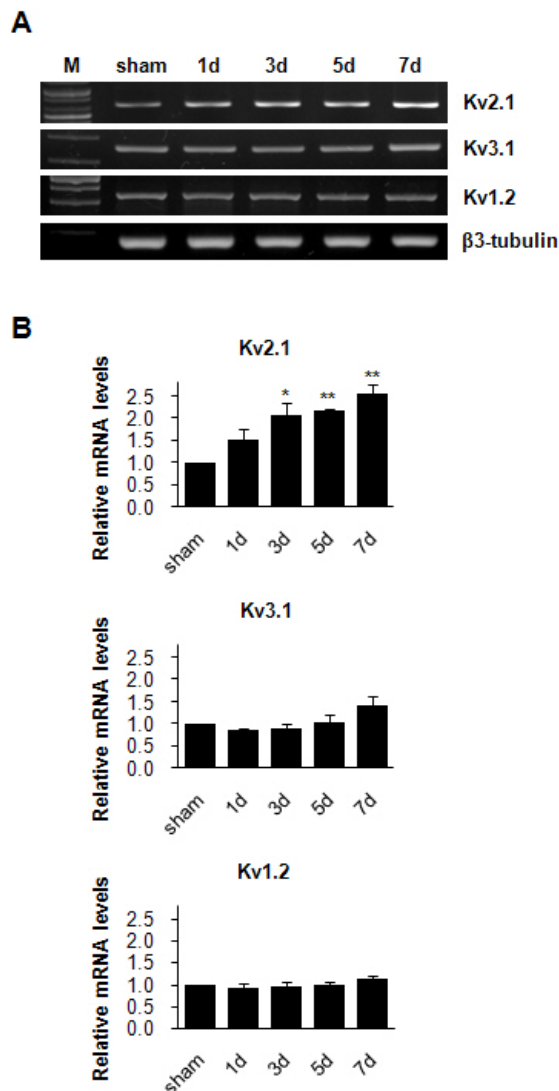 A
M sham 1d 3d 5d 7d
Kv2.1
Kv3.1
Kv1.2
β3-tubulin
B
Kv2.1
Relative mRNA levels
2.5
2.0
1.5
1.0
0.5
0.0
* ** **
sham 1d 3d 5d 7d
Kv3.1
Relative mRNA levels
2.5
2.0
1.5
1.0
0.5
0.0
sham 1d 3d 5d 7d
Kv1.2
Relative mRNA levels
2.5
2.0
1.5
1.0
0.5
0.0
sham 1d 3d 5d 7d